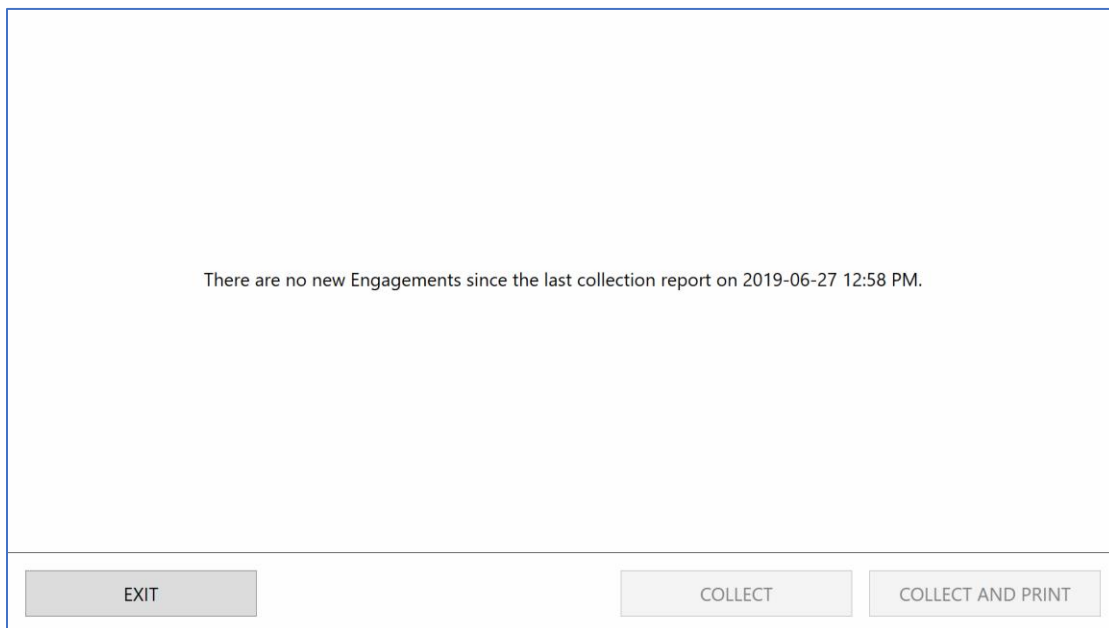 There are no new Engagements since the last collection report on 2019-06-27 12:58 PM.
EXIT
COLLECT
COLLECT AND PRINT